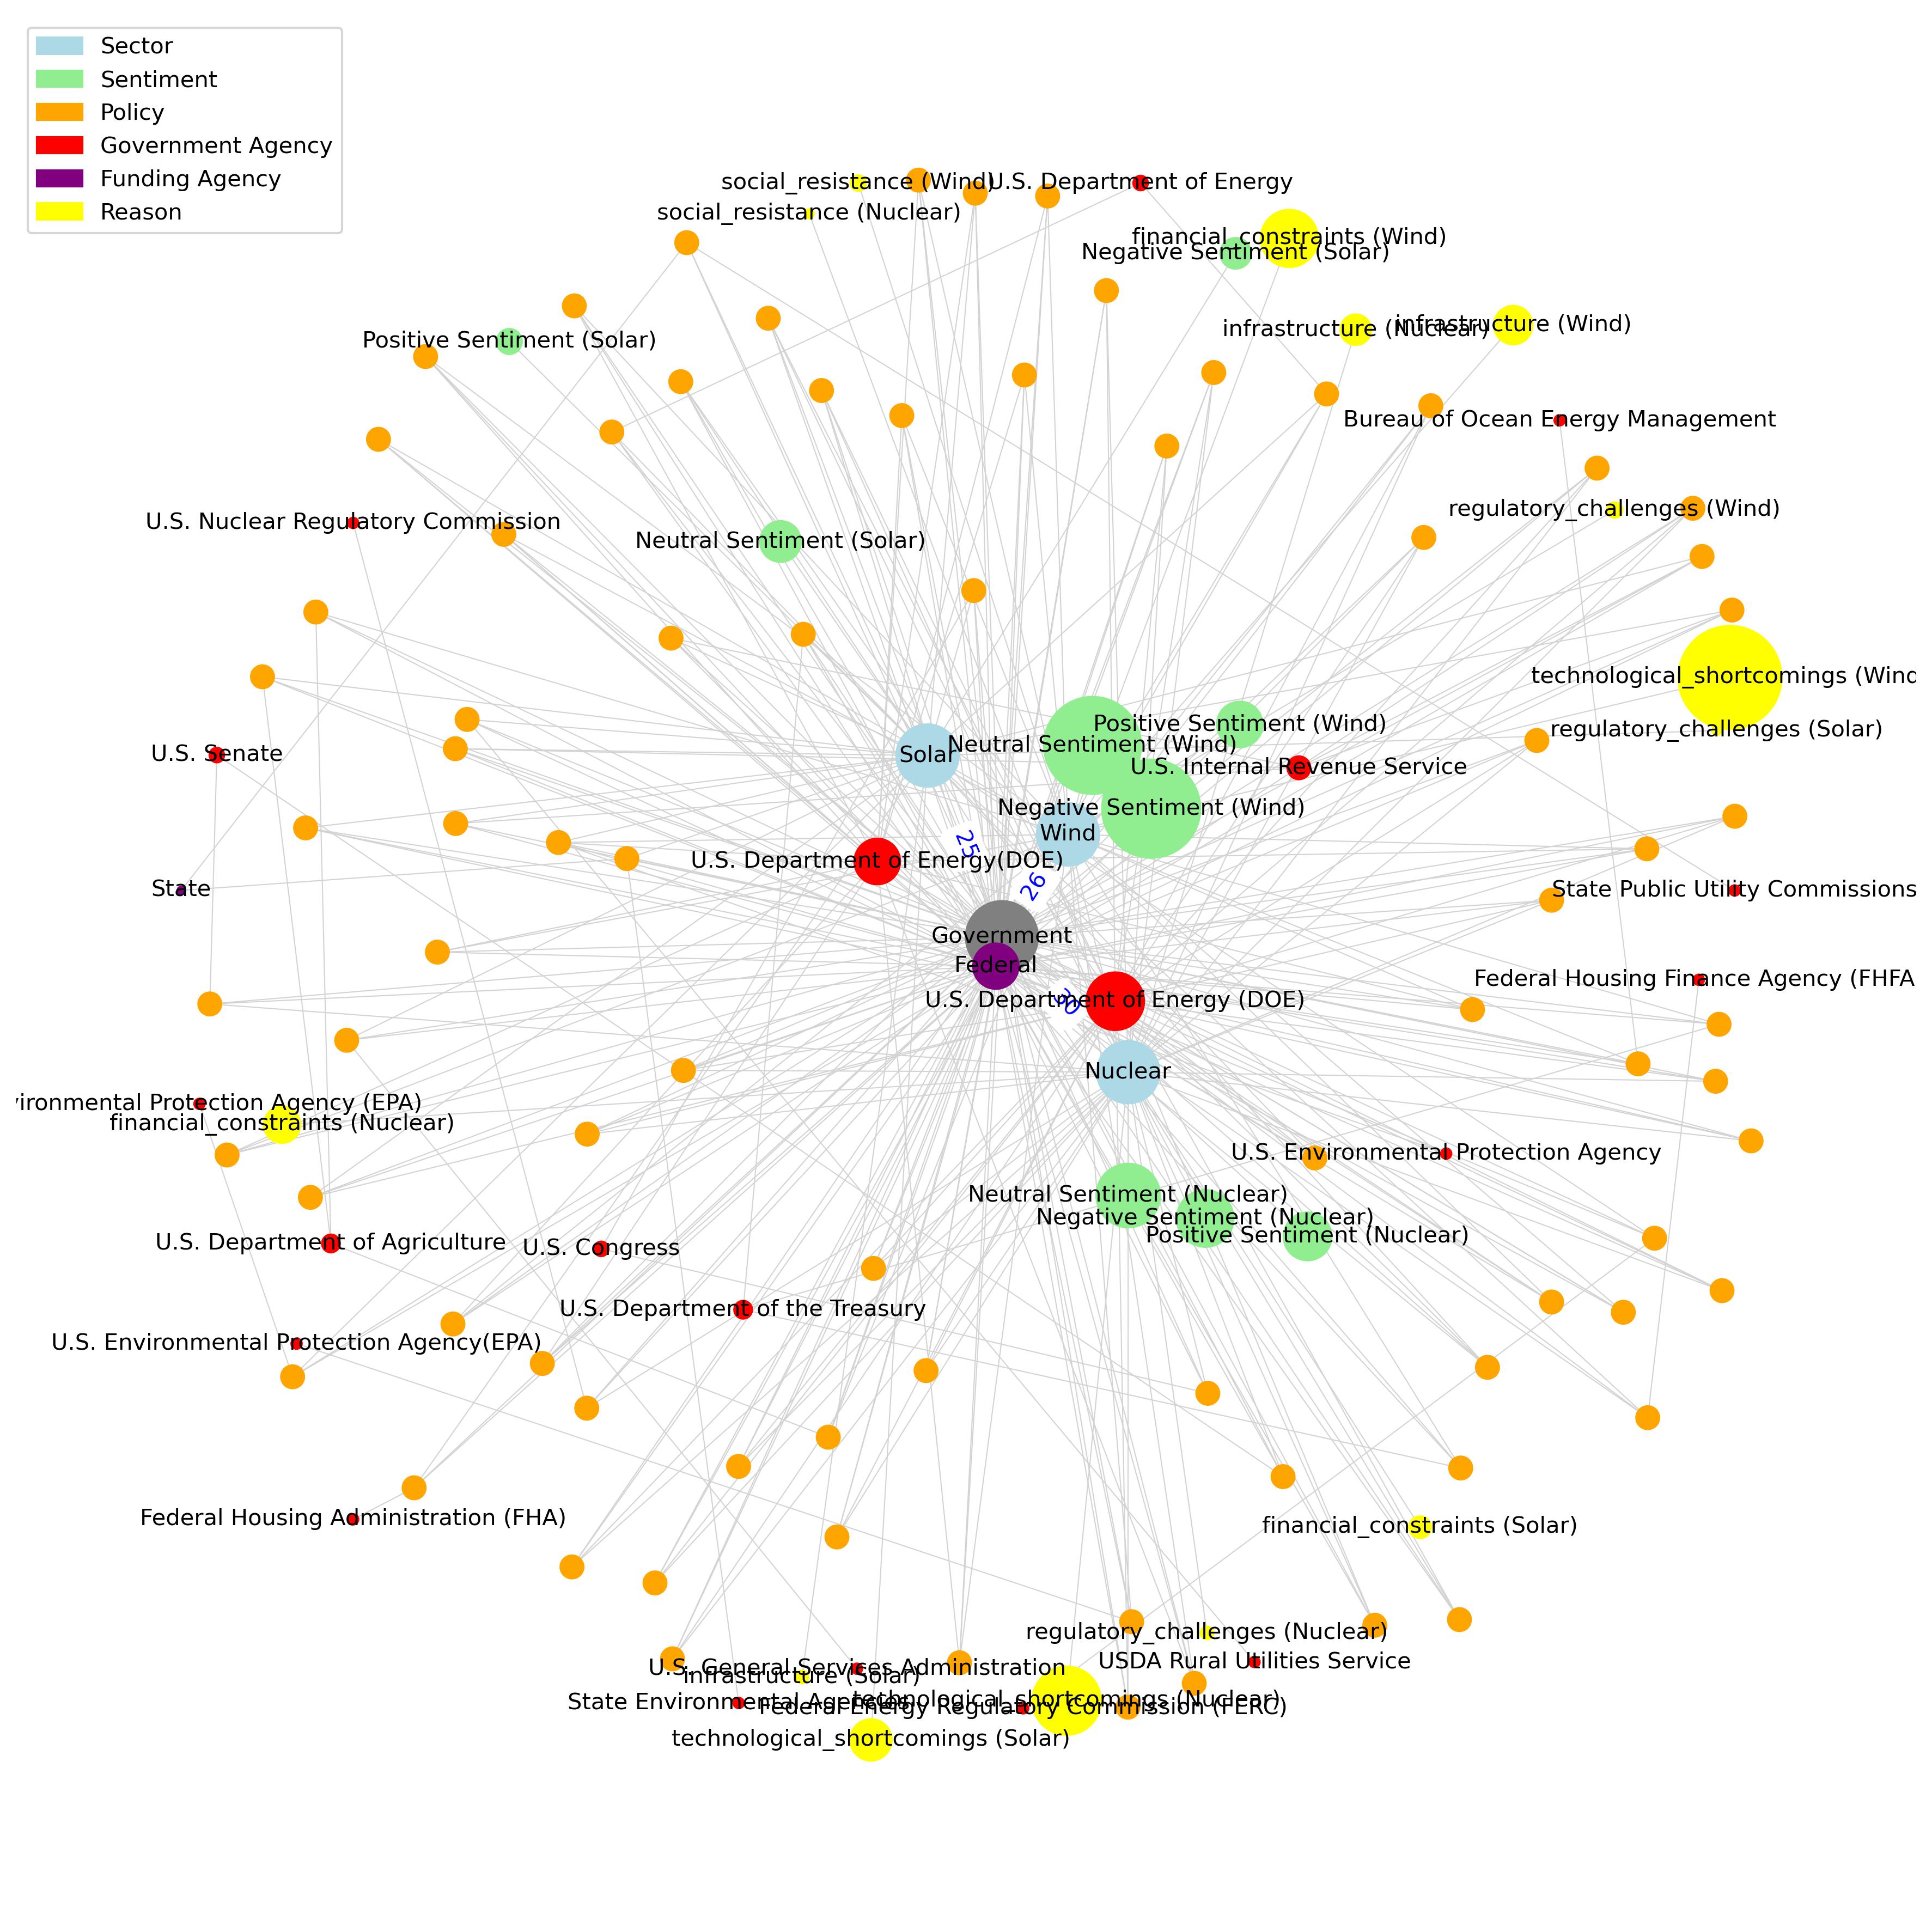 Sector
Sentiment
Policy
Government Agency
Funding Agency
Reason
social_resistance (Wind)
U.S. Department of Energy
social_resistance (Nuclear)
financial_constraints (Wind)
Negative Sentiment (Solar)
infrastructure (Nuclear)
infrastructure (Wind)
Positive Sentiment (Solar)
Bureau of Ocean Energy Management
regulatory_challenges (Wind)
U.S. Nuclear Regulatory Commission
Neutral Sentiment (Solar)
technological_shortcomings (Wind
Positive Sentiment (Wind)
regulatory_challenges (Solar)
Neutral Sentiment (Wind)
U.S. Senate
Solar
U.S. Internal Revenue Service
Negative Sentiment (Wind)
Wind
25
U.S. Department of Energy(DOE)
26
State
State Public Utility Commissions
Government
Federal
Federal Housing Finance Agency (FHFA
U.S. Department of Energy (DOE)
30
Nuclear
vironmental Protection Agency (EPA)
financial_constraints (Nuclear)
U.S. Environmental Protection Agency
Neutral Sentiment (Nuclear)
Negative Sentiment (Nuclear)
Positive Sentiment (Nuclear)
U.S. Department of Agriculture
U.S. Congress
U.S. Department of the Treasury
U.S. Environmental Protection Agency(EPA)
Federal Housing Administration (FHA)
financial_constraints (Solar)
regulatory_challenges (Nuclear)
USDA Rural Utilities Service
U.S. General Services Administration
infrastructure (Solar)
State Environmental Agencies
technological_shortcomings (Nuclear)
Federal Energy Regulatory Commission (FERC)
technological_shortcomings (Solar)